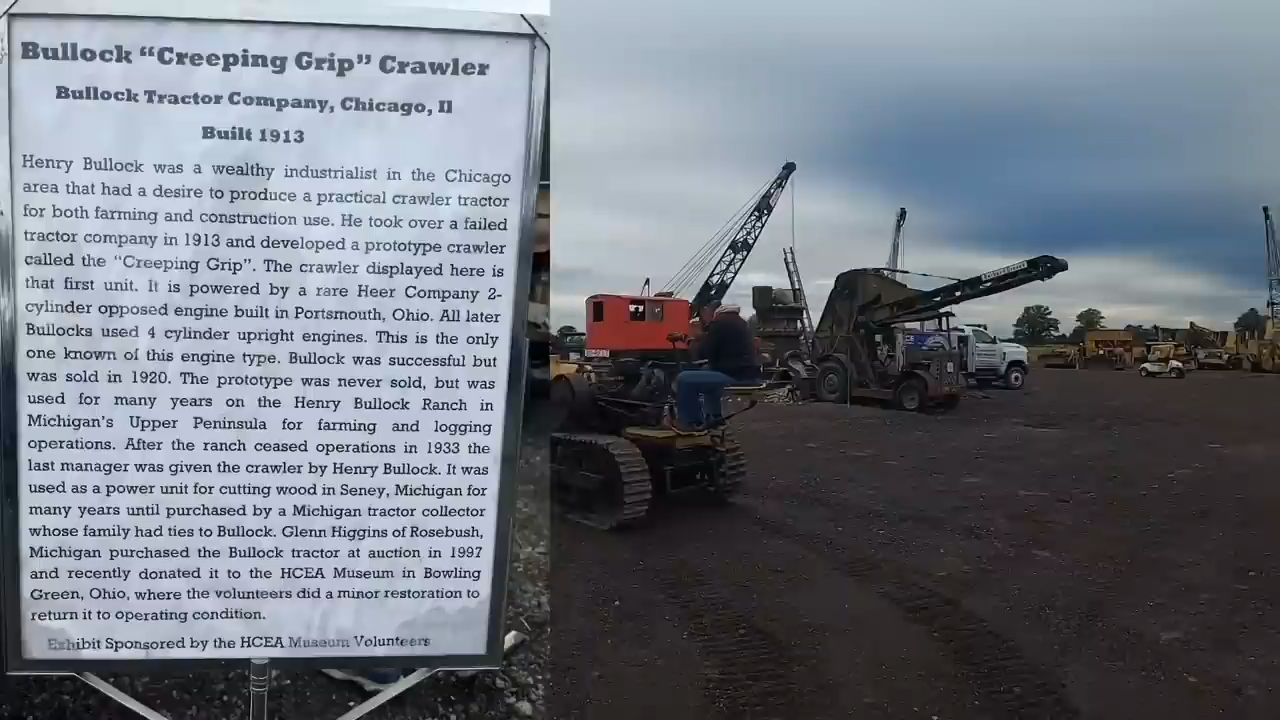 Bullock “Creeping Grip” Crawler
Bullock Tractor Company, Chicago, Il
Built 1913
Henry Bullock was a wealthy industrialist in the Chicago
area that had a desire to produce a practical crawler tractor
for both farming and construction use. He took over a failed
tractor company in 1913 and developed a prototype crawler
called the “Creeping Grip”. The crawler displayed here is
that first unit. It is powered by a rare Heer Company 2-
cylinder opposed engine built in Portsmouth, Ohio. All later
Bullocks used 4 cylinder upright engines. This is the only
one known of this engine type. Bullock was successful but
was sold in 1920. The prototype was never sold, but was
used for many years on the Henry Bullock Ranch in
Michigan’s Upper Peninsula for farming and logging
operations. After the ranch ceased operations in 1933 the
last manager was given the crawler by Henry Bullock. It was
used as a power unit for cutting wood in Seney, Michigan for
many years until purchased by a Michigan tractor collector
whose family had ties to Bullock. Glenn Higgins of Rosebush,
Michigan purchased the Bullock tractor at auction in 1997
and recently donated it to the HCEA Museum in Bowling
Green, Ohio, where the volunteers did a minor restoration to
return it to operating condition.
Exhibit Sponsored by the HCEA Museum Volunteers